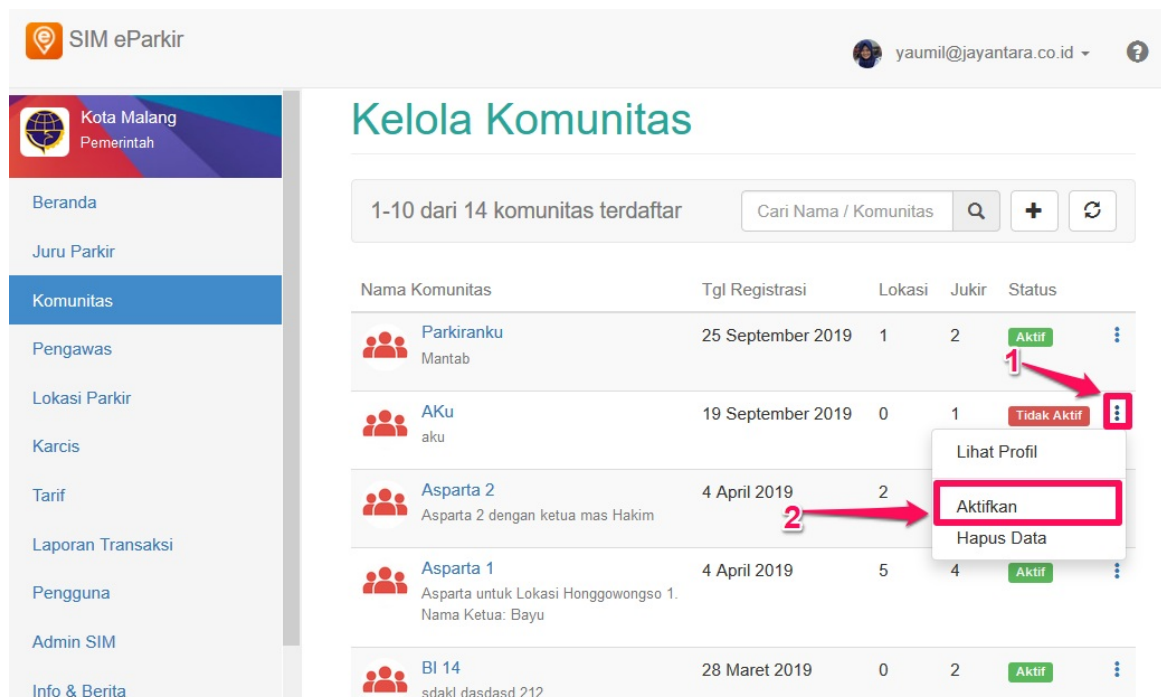 SIM eParkir
yaumil@jayantara.co.id
Kota Malang
Pemerintah
Beranda
Juru Parkir
Komunitas
Pengawas
Lokasi Parkir
Karcis
Tarif
Laporan Transaksi
Pengguna
Admin SIM
Info & Berita
Kelola Komunitas
1-10 dari 14 komunitas terdaftar
Cari Nama / Komunitas
Nama Komunitas Tgl Registrasi Lokasi Jukir Status
Parkiranku 25 September 2019 1 2 Aktif
Mantab
1
AKu 19 September 2019 0 1 Tidak Aktif
aku
Lihat Profil
Aktifkan
Hapus Data
Asparta 2 4 April 2019 2
Asparta 2 dengan ketua mas Hakim
2
Asparta 1 4 April 2019 5 4 Aktif
Asparta untuk Lokasi Honggowongso 1.
Nama Ketua: Bayu
BI 14 28 Maret 2019 0 2 Aktif
sdakl dasdasd 212